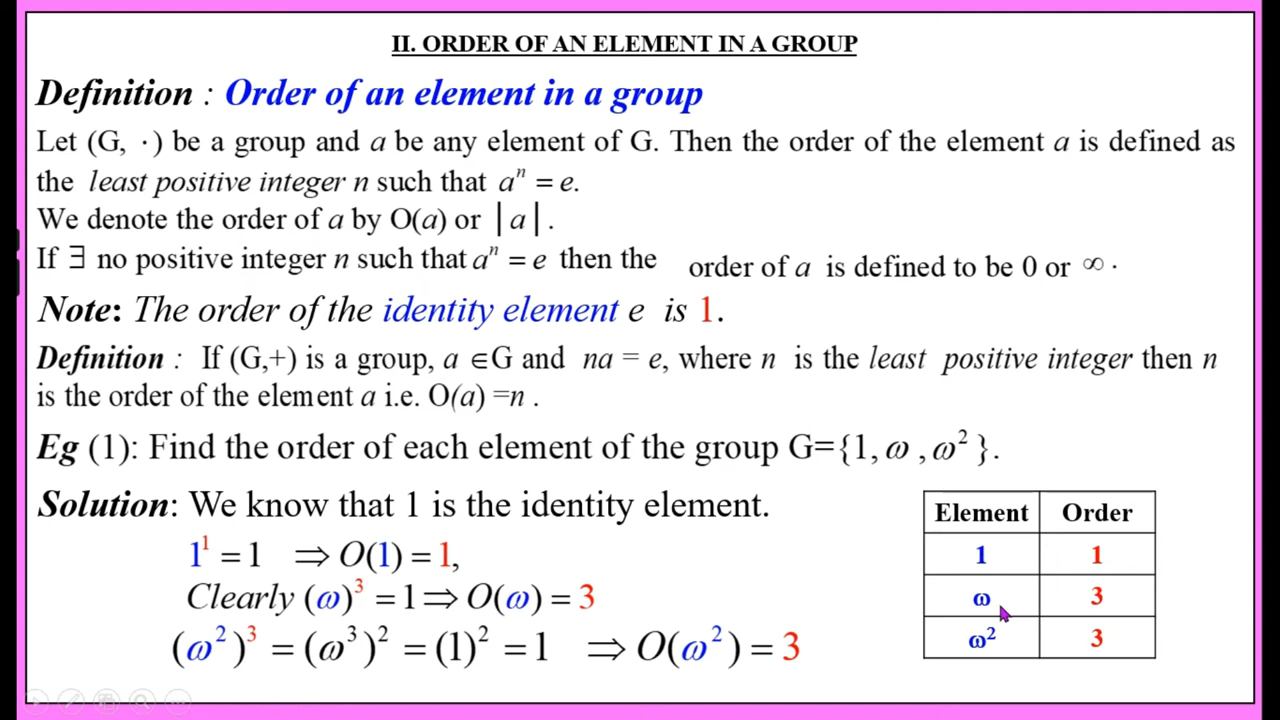 II. ORDER OF AN ELEMENT IN A GROUP
Definition : Order of an element in a group
Let (G, ·) be a group and a be any element of G. Then the order of the element a is defined as
the least positive integer n such that aⁿ = e.
We denote the order of a by O(a) or |a|.
If ∃ no positive integer n such that aⁿ = e then the order of a is defined to be 0 or ∞.
Note: The order of the identity element e is 1.
Definition : If (G,+) is a group, a ∈G and na = e, where n is the least positive integer then n
is the order of the element a i.e. O(a) =n .
Eg (1): Find the order of each element of the group G={1, ω , ω² }.
Solution: We know that 1 is the identity element.
1¹ = 1 ⇒ O(1) = 1,
Clearly (ω)³ = 1⇒ O(ω) = 3
(ω²)³ = (ω³)² = (1)² = 1 ⇒ O(ω²) = 3
Element Order
1 1
ω 3
ω² 3